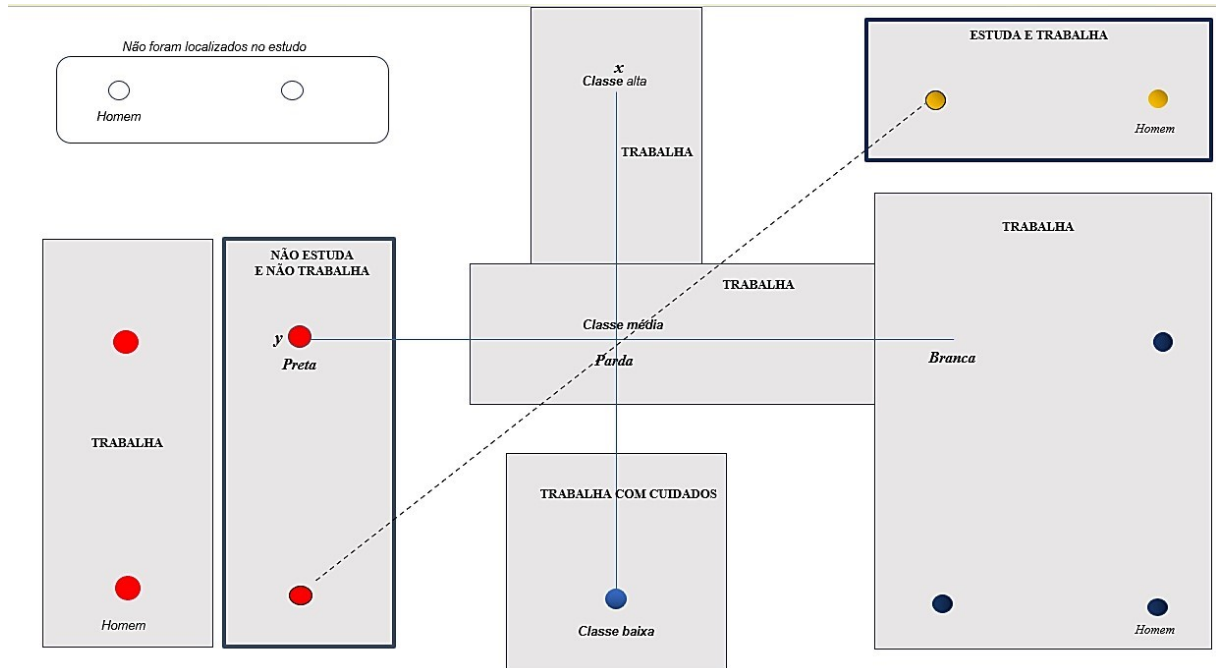 Não foram localizados no estudo
Homem
x
Classe alta
TRABALHA
ESTUDA E TRABALHA
Homem
TRABALHA
NÃO ESTUDA
E NÃO TRABALHA
TRABALHA
Classe média
y
Preta
Parda
Branca
TRABALHA
TRABALHA COM CUIDADOS
Homem
Classe baixa
Homem